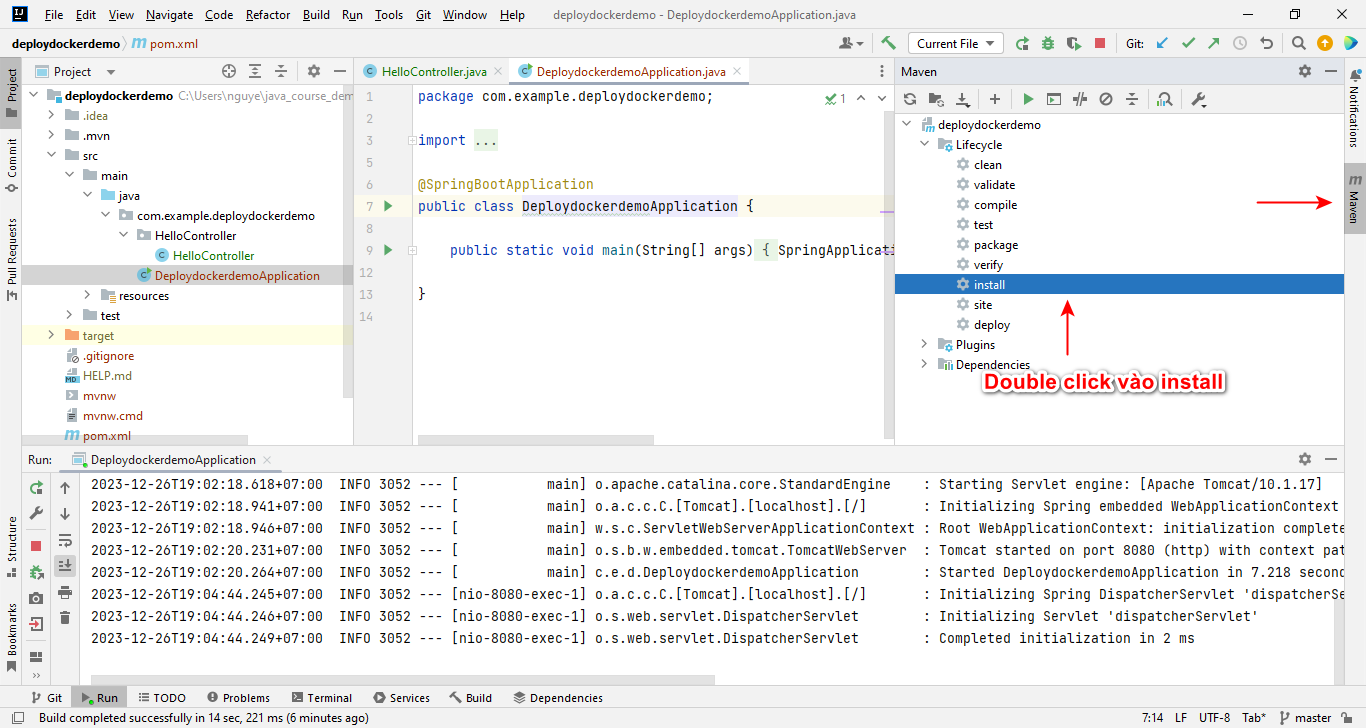 File Edit View Navigate Code Refactor Build Run Tools Git Window Help deploydockerdemo - DeploydockerdemoApplication.java
deploydockerdemo pom.xml Current File Git:
Project
Project
Commit
Pull Requests
Structure
Bookmarks
deploydockerdemo C:\Users\nguye\java_course_dem
.idea
.mvn
src
main
java
com.example.deploydockerdemo
HelloController
HelloController
DeploydockerdemoApplication
resources
test
target
.gitignore
HELP.md
mvnw
mvnw.cmd
pom.xml
HelloController.java DeploydockerdemoApplication.java
1 package com.example.deploydockerdemo; 1
2
3 import ...
5
6 @SpringBootApplication
7 public class DeploydockerdemoApplication {
8
9 public static void main(String[] args) { SpringApplicati
12
13 }
14
Maven
deploydockerdemo
Lifecycle
clean
validate
compile
test
package
verify
install
site
deploy
Plugins
Dependencies
Double click vào install
Notifications
Maven
Run: DeploydockerdemoApplication
2023-12-26T19:02:18.618+07:00 INFO 3052 --- [ main] o.apache.catalina.core.StandardEngine : Starting Servlet engine: [Apache Tomcat/10.1.17]
2023-12-26T19:02:18.941+07:00 INFO 3052 --- [ main] o.a.c.c.C.[Tomcat].[localhost].[/] : Initializing Spring embedded WebApplicationContext
2023-12-26T19:02:18.946+07:00 INFO 3052 --- [ main] w.s.c.ServletWebServerApplicationContext : Root WebApplicationContext: initialization complete
2023-12-26T19:02:20.231+07:00 INFO 3052 --- [ main] o.s.b.w.embedded.tomcat.TomcatWebServer : Tomcat started on port 8080 (http) with context pat
2023-12-26T19:02:20.264+07:00 INFO 3052 --- [ main] c.e.d.DeploydockerdemoApplication : Started DeploydockerdemoApplication in 7.218 second
2023-12-26T19:04:44.245+07:00 INFO 3052 --- [nio-8080-exec-1] o.a.c.c.C.[Tomcat].[localhost].[/] : Initializing Spring DispatcherServlet 'dispatcherSe
2023-12-26T19:04:44.246+07:00 INFO 3052 --- [nio-8080-exec-1] o.s.web.servlet.DispatcherServlet : Initializing Servlet 'dispatcherServlet'
2023-12-26T19:04:44.249+07:00 INFO 3052 --- [nio-8080-exec-1] o.s.web.servlet.DispatcherServlet : Completed initialization in 2 ms
Git Run TODO Problems Terminal Services Build Dependencies
Build completed successfully in 14 sec, 221 ms (6 minutes ago) 7:14 LF UTF-8 Tab* master